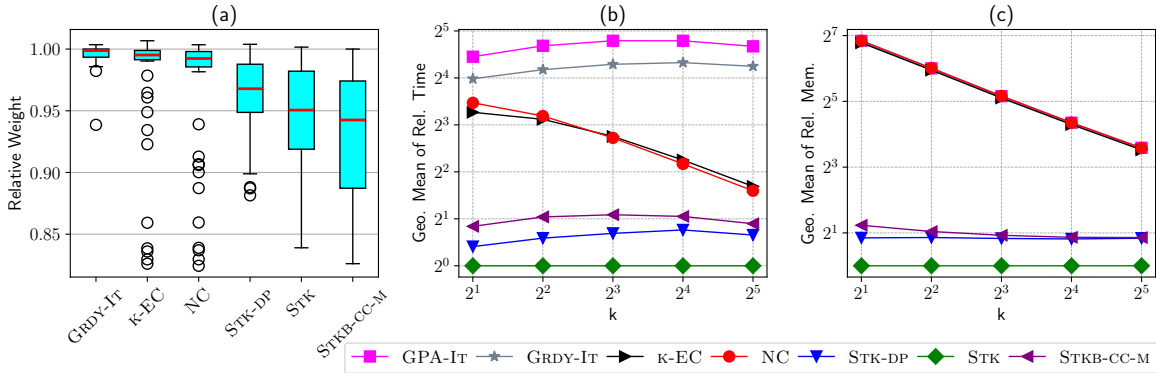 (a)
(b)
(c)
Relative Weight
1.00
0.95
0.90
0.85
GRDY-IT
K-EC
NC
STK-DP
STK
STKB-CC-M
Geo. Mean of Rel. Time
2^5
2^4
2^3
2^2
2^1
2^0
2^1
2^2
2^3
2^4
2^5
k
Geo. Mean of Rel. Mem.
2^7
2^5
2^3
2^1
2^1
2^2
2^3
2^4
2^5
k
GPA-IT GRDY-IT K-EC NC STK-DP STK STKB-CC-M